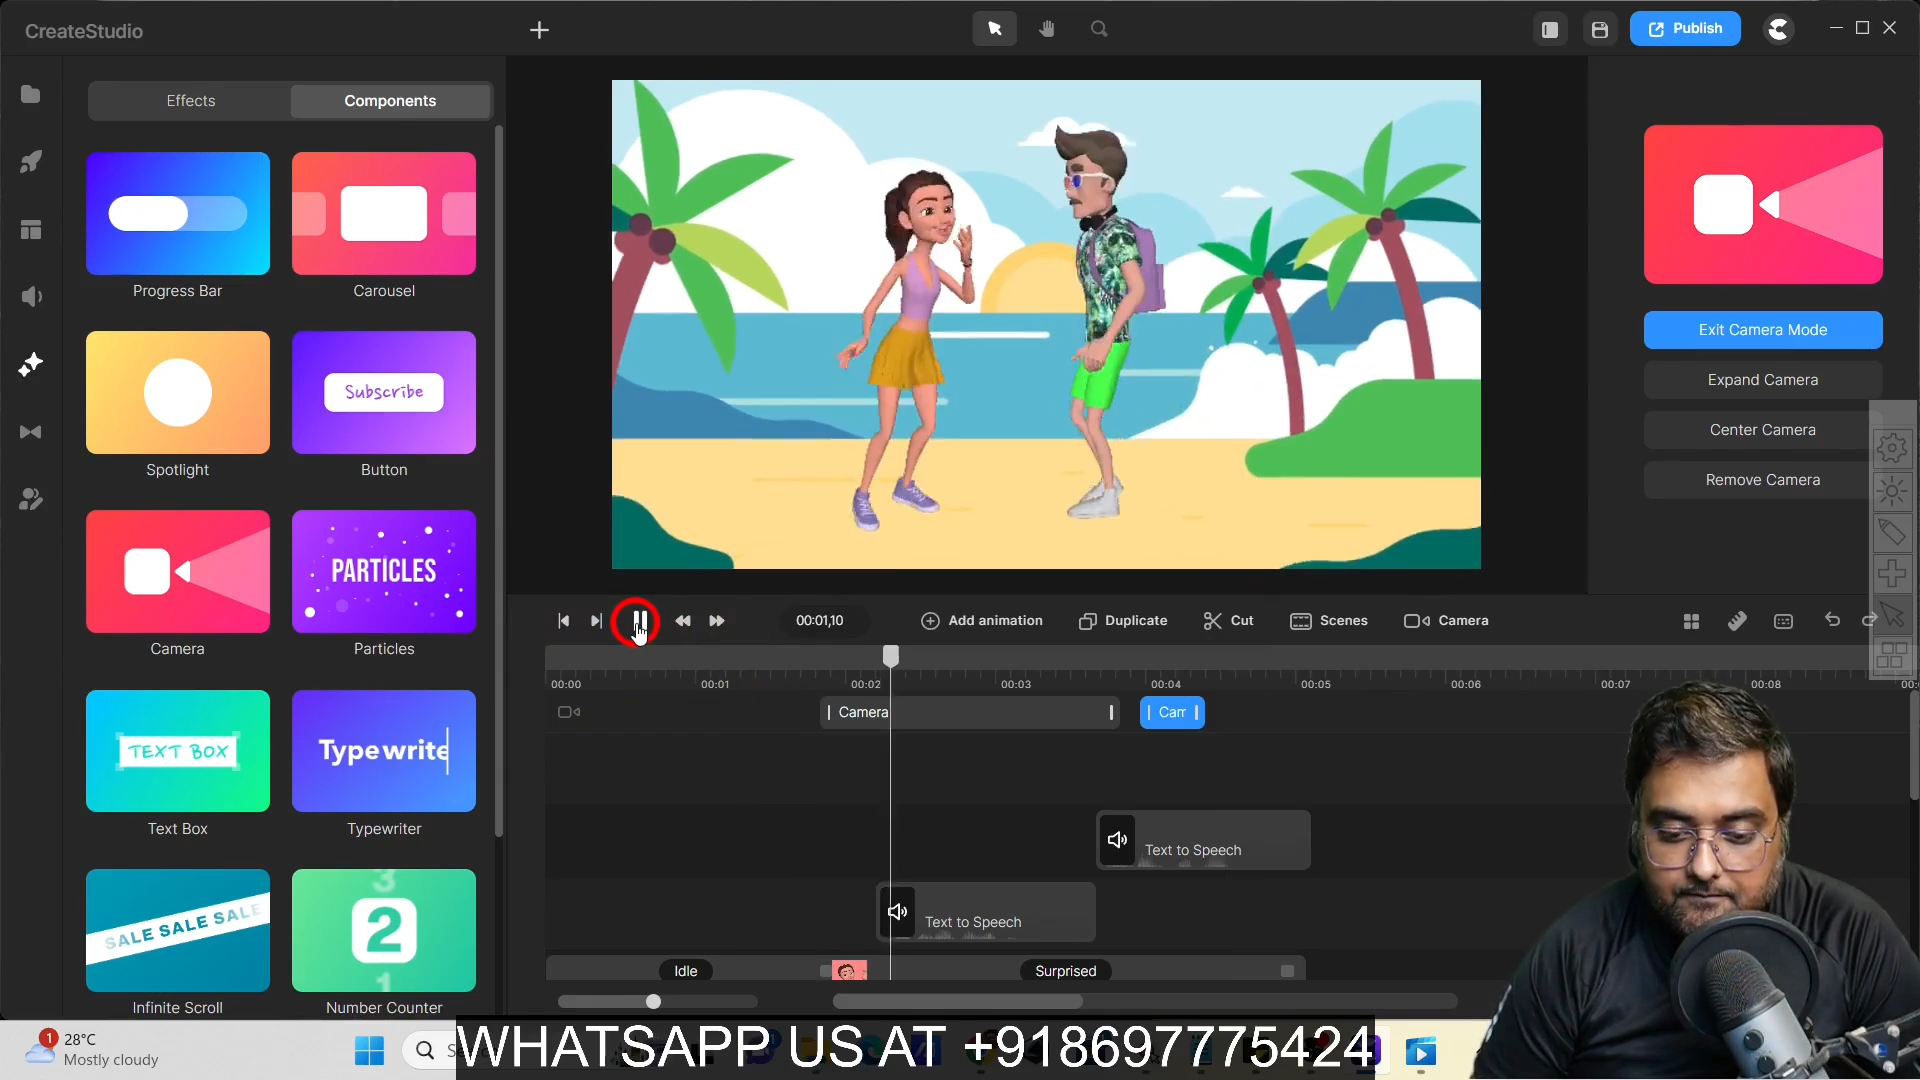 CreateStudio
Publish
Effects
Components
Progress Bar
Carousel
Subscribe
Spotlight
Button
Exit Camera Mode
Expand Camera
Center Camera
Remove Camera
PARTICLES
Camera
Particles
TEXT BOX
Typewrite
Text Box
Typewriter
SALE SALE SALE
3
2
1
Infinite Scroll
Number Counter
00:01,10
Add animation
Duplicate
Cut
Scenes
Camera
00:00
00:01
00:02
00:03
00:04
00:05
00:06
00:07
00:08
Camera
Carr
Text to Speech
Text to Speech
Idle
Surprised
1
28°C
Mostly cloudy
WHATSAPP US AT +918697775424